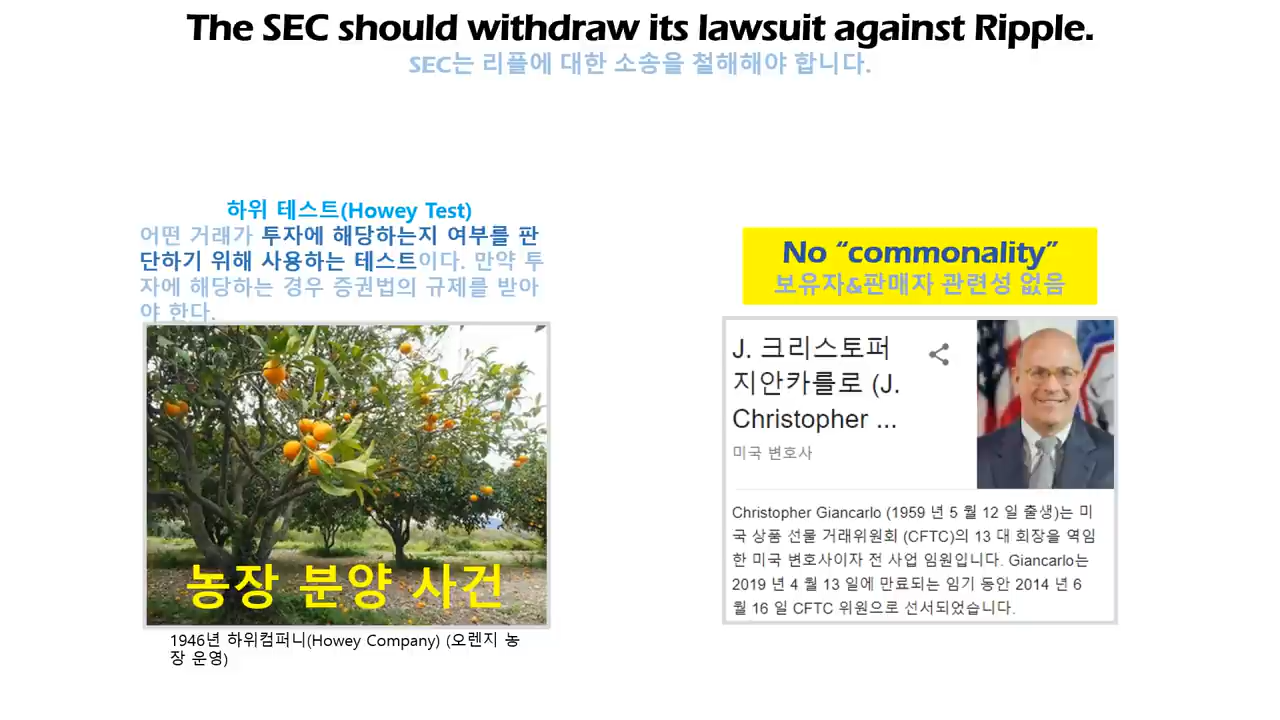 The SEC should withdraw its lawsuit against Ripple.
SEC는 리플에 대한 소송을 철해해야 합니다.
하위 테스트(Howey Test)
어떤 거래가 투자에 해당하는지 여부를 판
단하기 위해 사용하는 테스트이다. 만약 투
자에 해당하는 경우 증권법의 규제를 받아
야 한다.
농장 분양 사건
1946년 하위컴퍼니(Howey Company) (오렌지 농
장 운영)
No “commonality”
보유자&판매자 관련성 없음
J. 크리스토퍼
지안카를로 (J.
Christopher ...
미국 변호사
Christopher Giancarlo (1959 년 5 월 12 일 출생)는 미
국 상품 선물 거래위원회 (CFTC)의 13 대 회장을 역임
한 미국 변호사이자 전 사업 임원입니다. Giancarlo는
2019 년 4 월 13 일에 만료되는 임기 동안 2014 년 6
월 16 일 CFTC 위원으로 선서되었습니다.